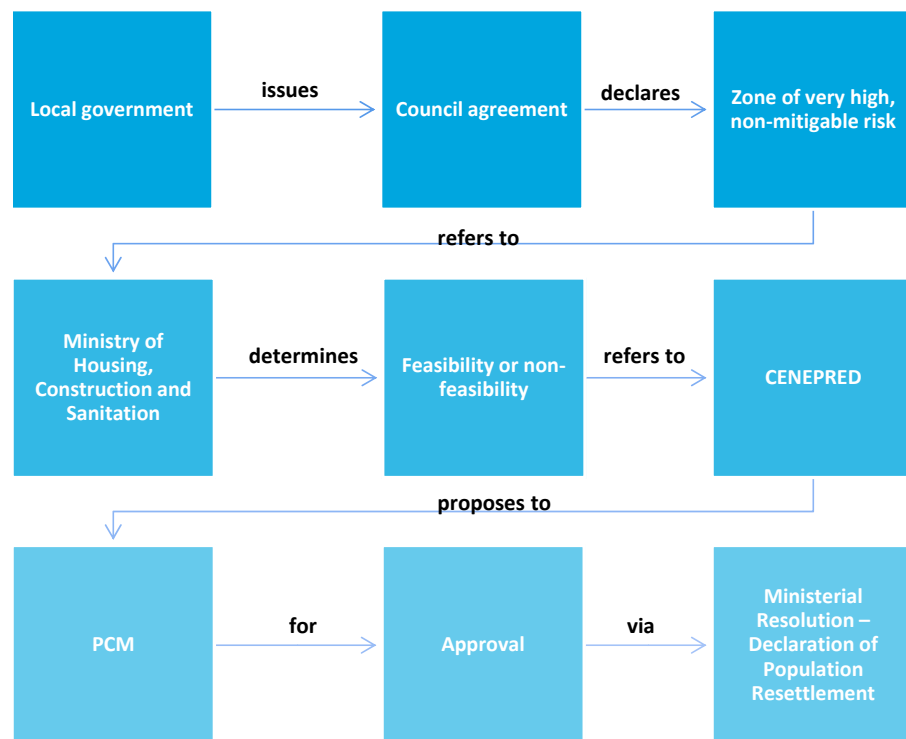 Local government
issues
Council agreement
declares
Zone of very high,
non-mitigable risk
refers to
Ministry of
Housing,
Construction and
Sanitation
determines
Feasibility or non-
feasibility
refers to
CENEPRED
proposes to
PCM
for
Approval
via
Ministerial
Resolution –
Declaration of
Population
Resettlement